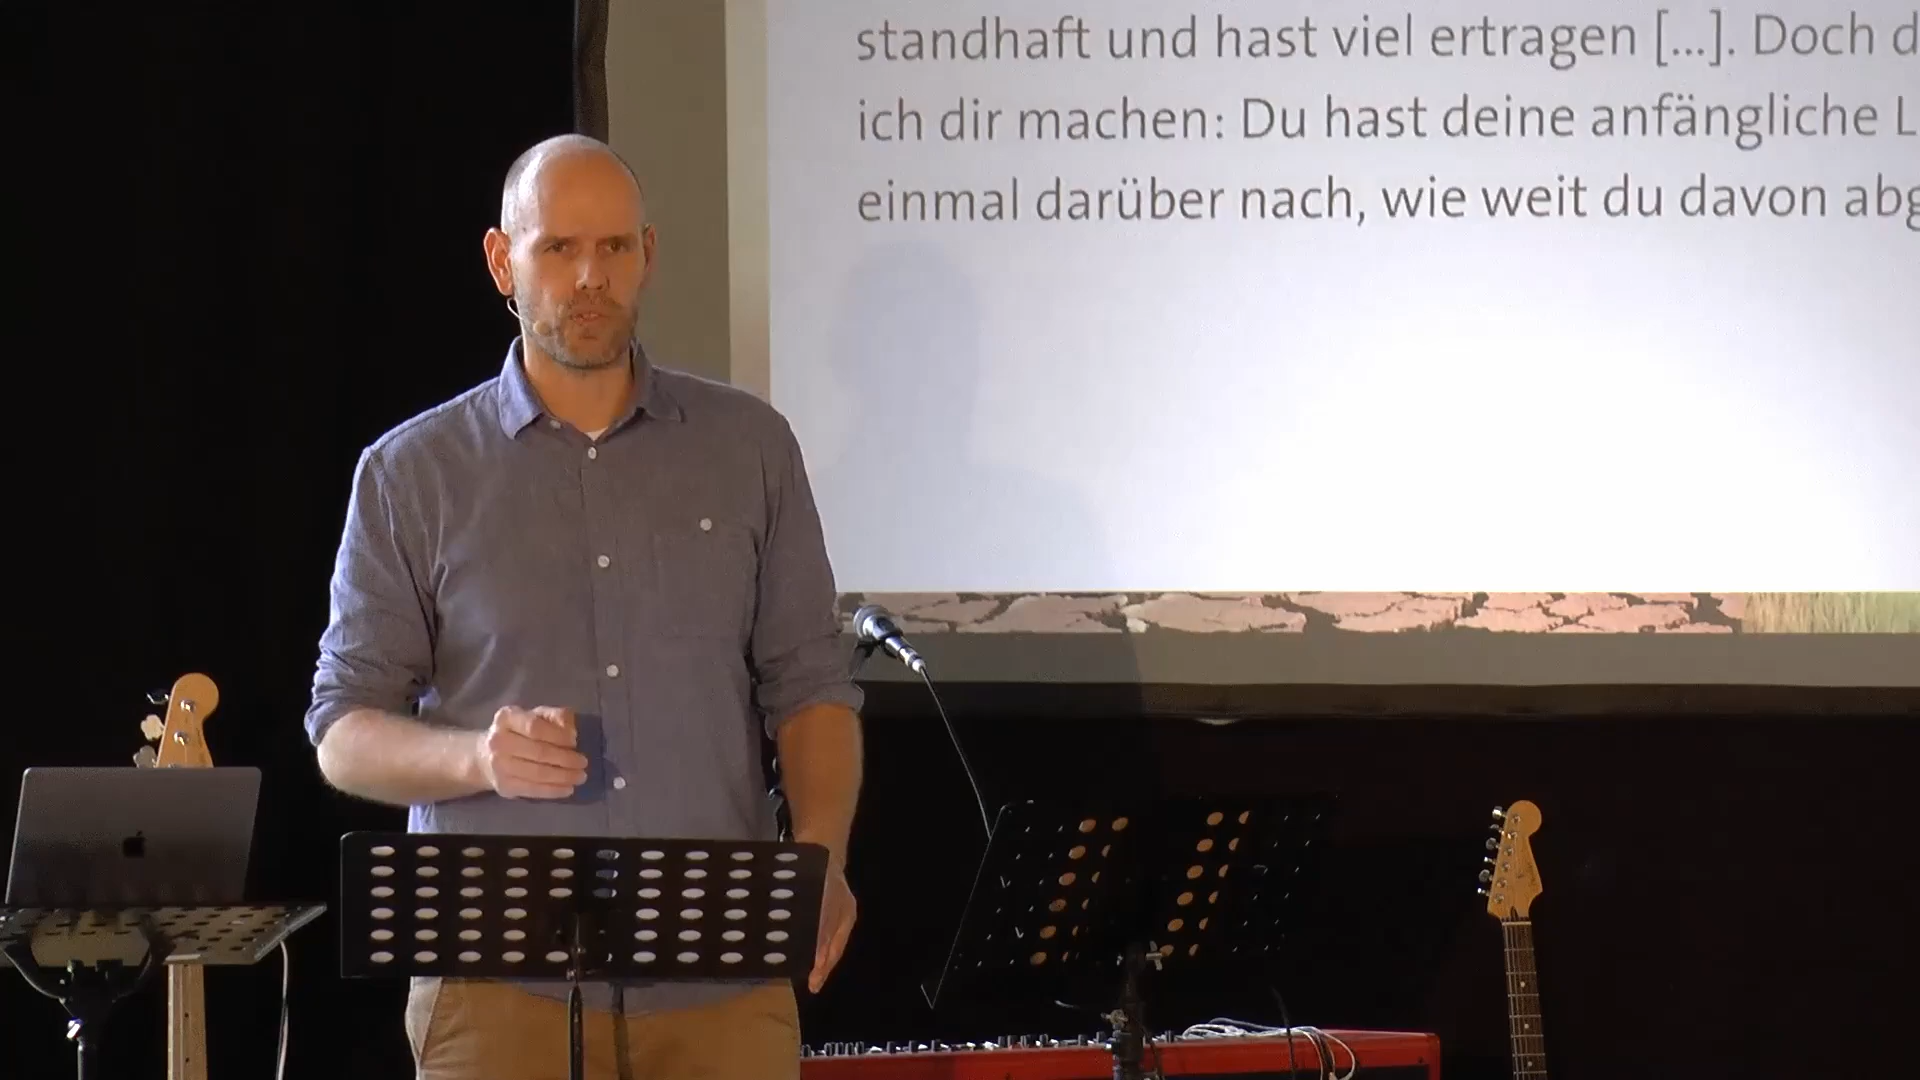 standhaft und hast viel ertragen [...]. Doch
ich dir machen: Du hast deine anfängliche
einmal darüber nach, wie weit du davon